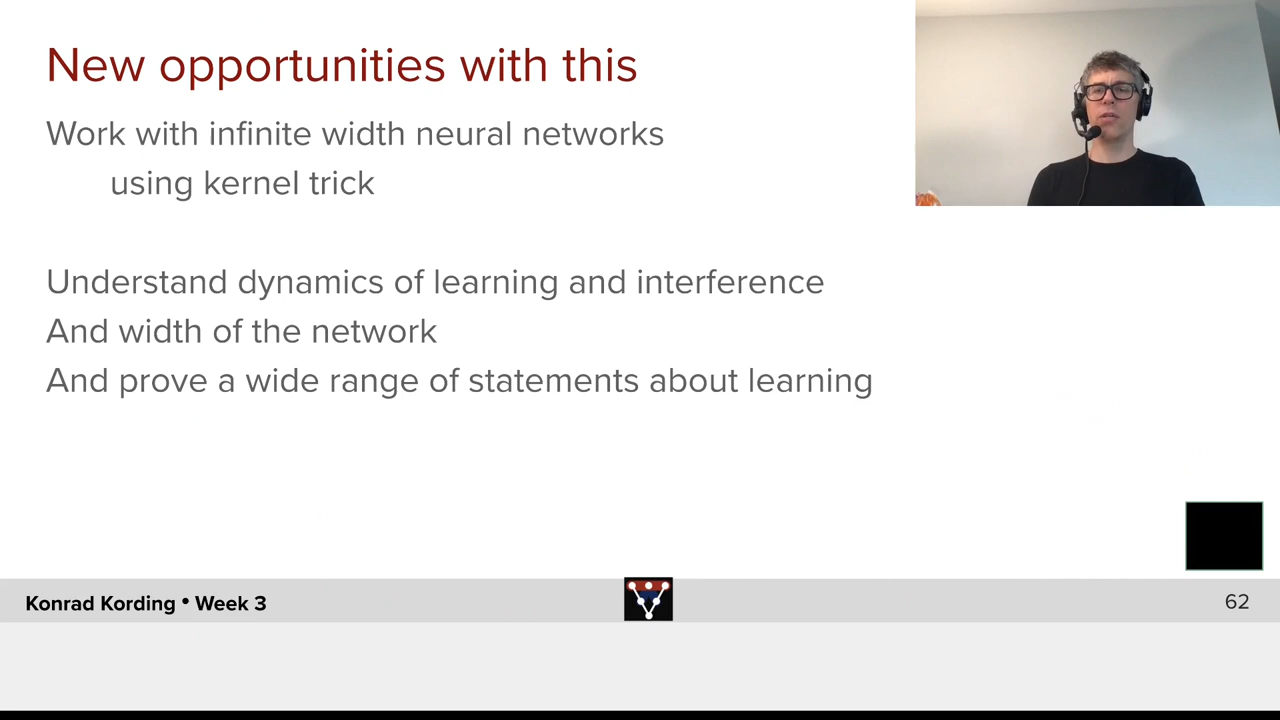 New opportunities with this
Work with infinite width neural networks
using kernel trick
Understand dynamics of learning and interference
And width of the network
And prove a wide range of statements about learning
Konrad Kording • Week 3
62